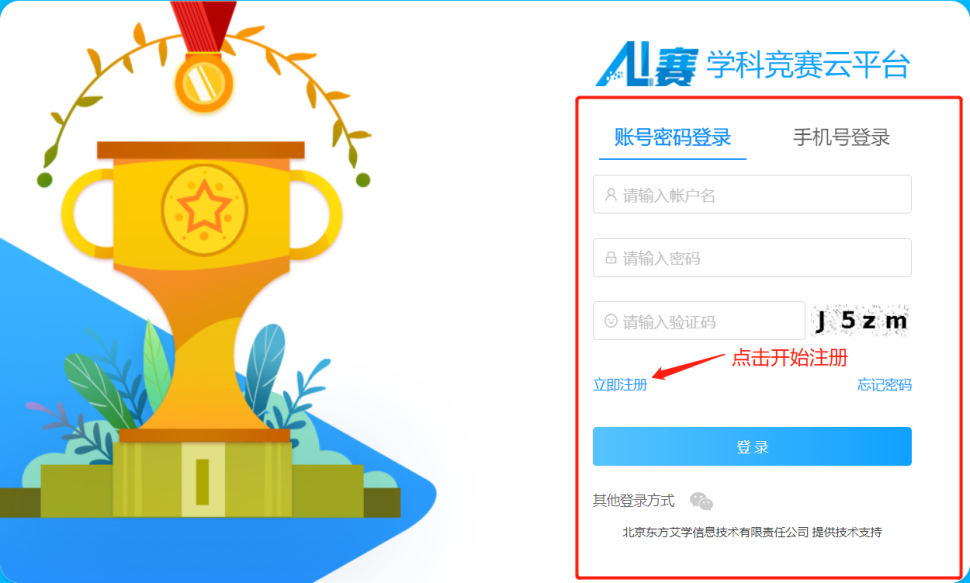 AI赛 学科竞赛云平台
账号密码登录 手机号登录
请输入帐户名
请输入密码
请输入验证码 J 5 z m
点击开始注册
立即注册 忘记密码
登 录
其他登录方式
北京东方艾学信息技术有限责任公司 提供技术支持